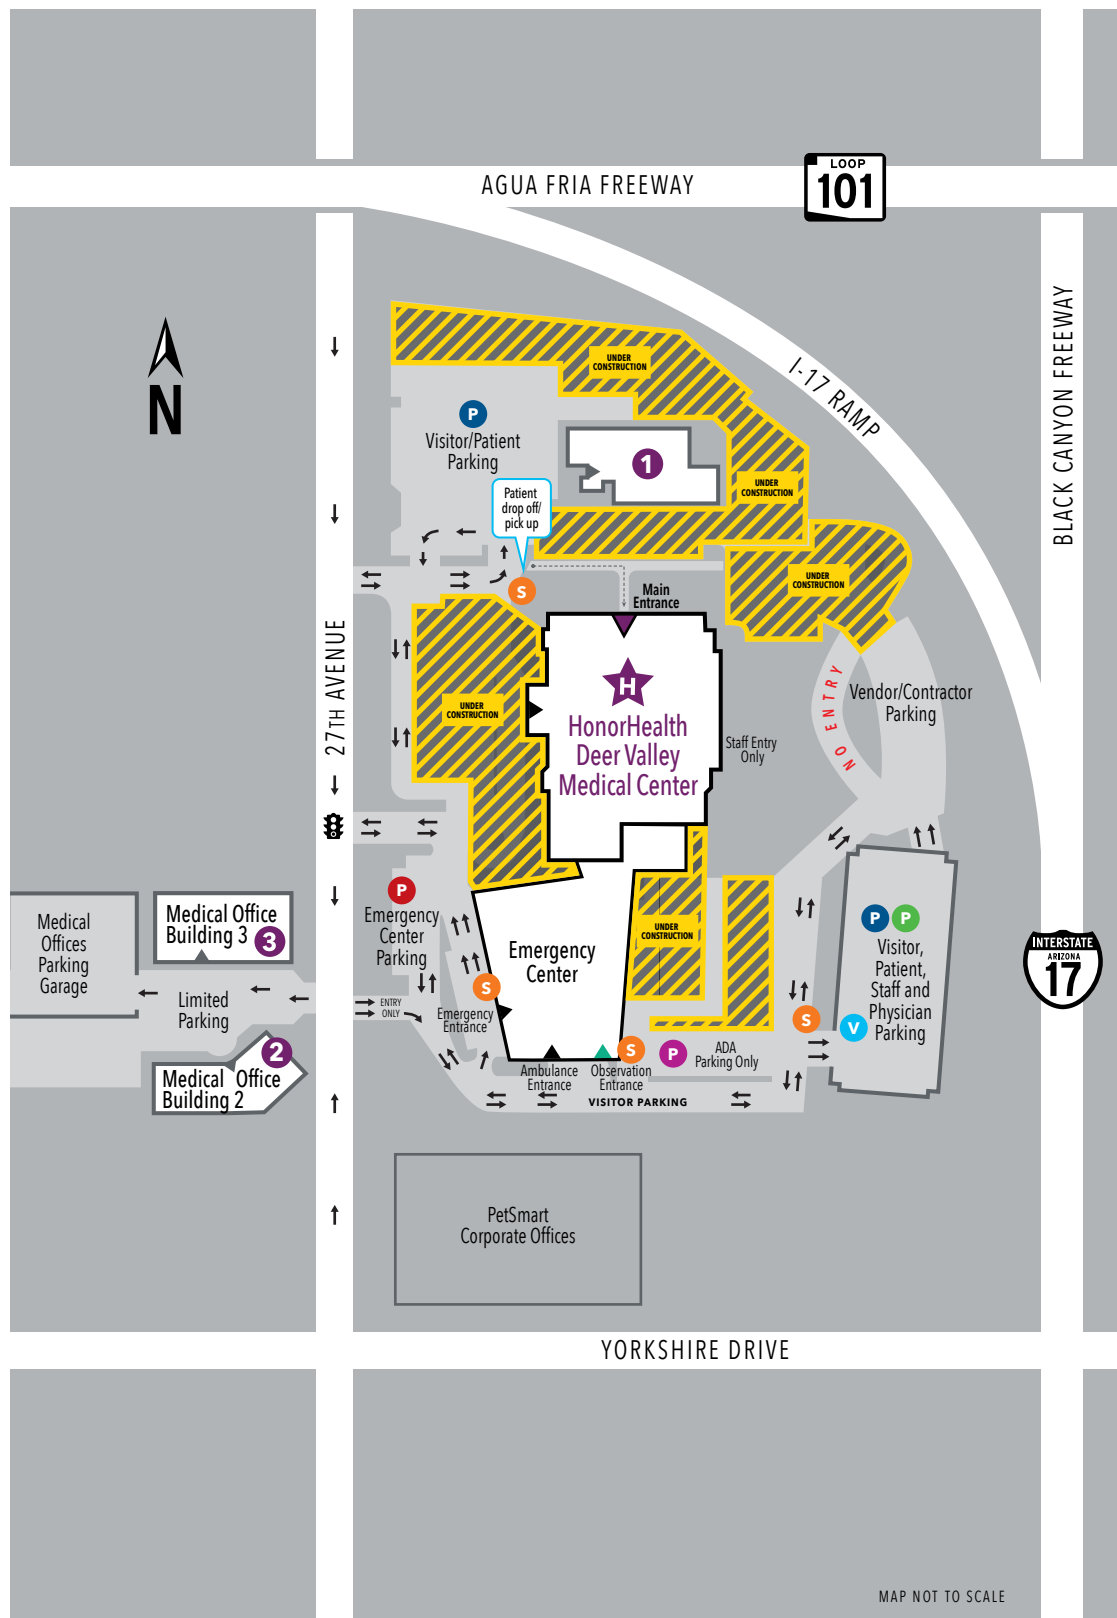 AGUA FRIA FREEWAY
LOOP
101
I-17 RAMP
BLACK CANYON FREEWAY
N
UNDER
CONSTRUCTION
P
Visitor/Patient
Parking
1
UNDER
CONSTRUCTION
Patient
drop off/
pick up
UNDER
CONSTRUCTION
S
Main
Entrance
27TH AVENUE
H
HonorHealth
Deer Valley
Medical Center
UNDER
CONSTRUCTION
Staff Entry
Only
NO ENTRY
Vendor/Contractor
Parking
P
Emergency
Center
Parking
Medical
Offices
Parking
Garage
Medical Office
Building 3
3
Limited
Parking
2
Medical Office
Building 2
ENTRY
ONLY
S
Emergency
Entrance
Emergency
Center
UNDER
CONSTRUCTION
P
P
Visitor,
Patient,
Staff and
Physician
Parking
S
V
INTERSTATE
ARIZONA
17
Ambulance
Entrance
Observation
Entrance
S
P
ADA
Parking Only
VISITOR PARKING
PetSmart
Corporate Offices
YORKSHIRE DRIVE
MAP NOT TO SCALE